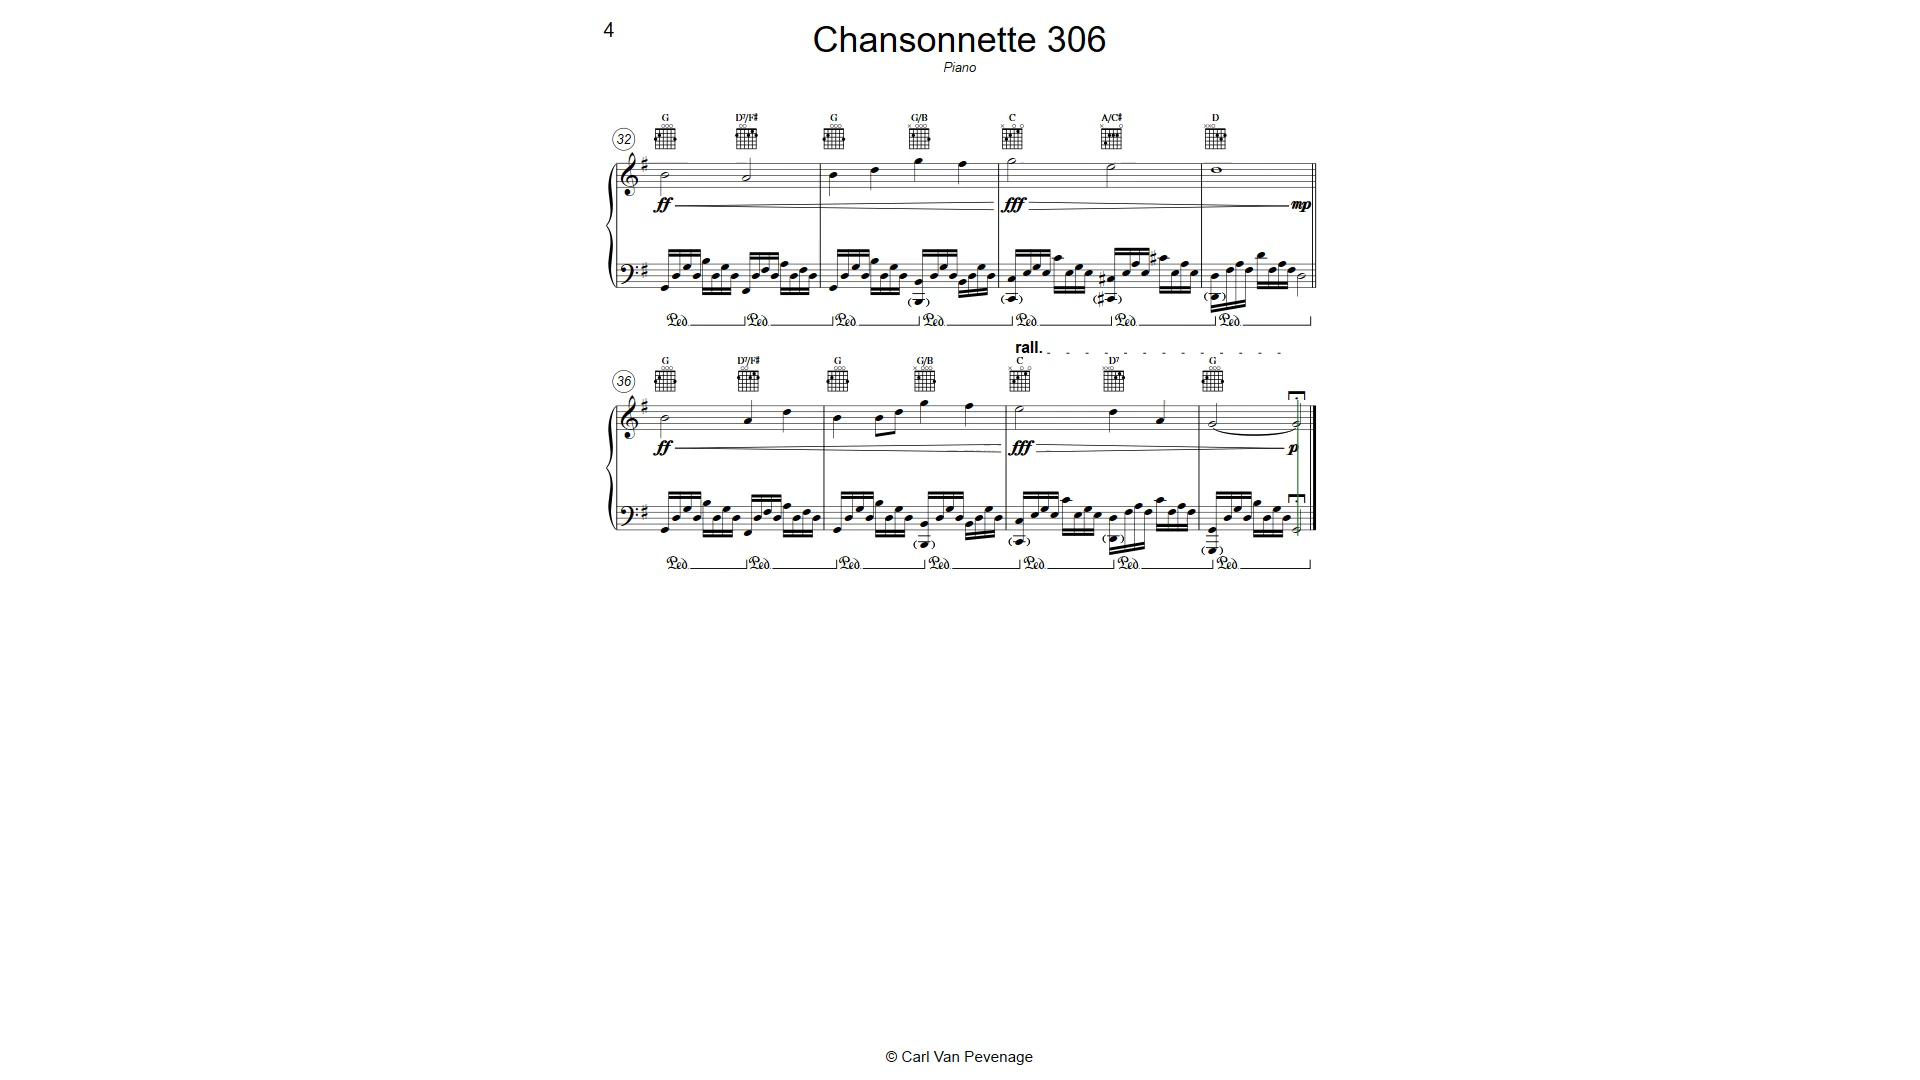 4
Chansonnette 306
Piano
G D7/F# G G/B C A/C# D
32
ff fff mp
Ped. Ped. Ped. Ped. Ped. Ped. Ped.
rall.
G D7/F# G G/B C D7 G
36
ff fff p
Ped. Ped. Ped. Ped. Ped. Ped. Ped.
© Carl Van Pevenage